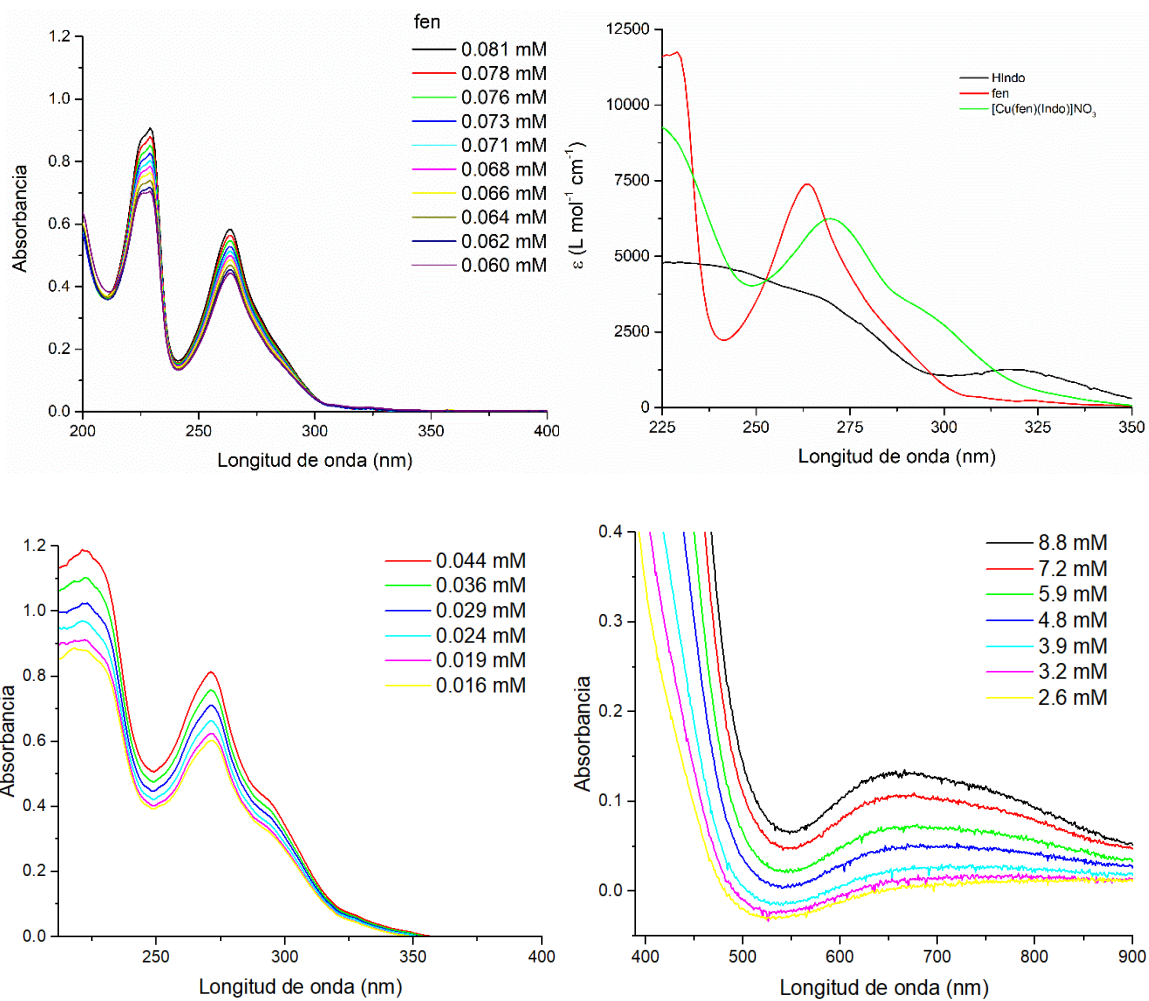 fen
0.081 mM
0.078 mM
0.076 mM
0.073 mM
0.071 mM
0.068 mM
0.066 mM
0.064 mM
0.062 mM
0.060 mM
Absorbancia
1.2
1.0
0.8
0.6
0.4
0.2
0.0
200 250 300 350 400
Longitud de onda (nm)
HIndo
fen
[Cu(fen)(Indo)]NO₃
ε (L mol⁻¹ cm⁻¹)
12500
10000
7500
5000
2500
0
225 250 275 300 325 350
Longitud de onda (nm)
0.044 mM
0.036 mM
0.029 mM
0.024 mM
0.019 mM
0.016 mM
Absorbancia
1.2
1.0
0.8
0.6
0.4
0.2
0.0
250 300 350 400
Longitud de onda (nm)
8.8 mM
7.2 mM
5.9 mM
4.8 mM
3.9 mM
3.2 mM
2.6 mM
Absorbancia
0.4
0.3
0.2
0.1
0.0
400 500 600 700 800 900
Longitud de onda (nm)